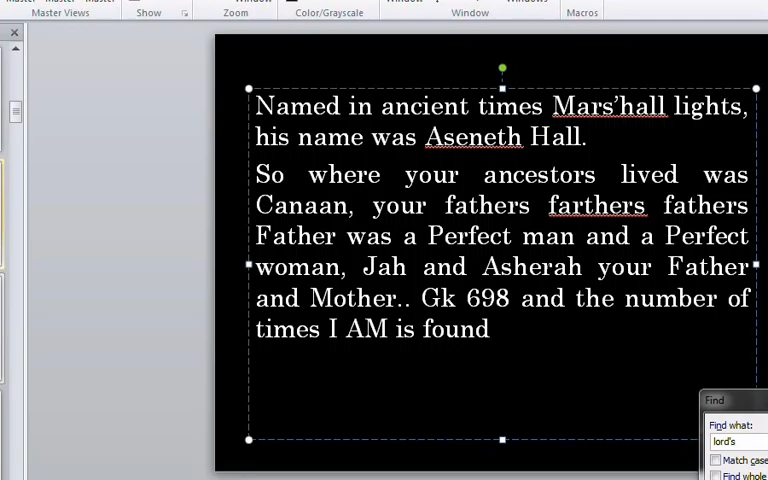 Master Views
Show
Zoom
Color/Grayscale
Window
Macros
Named in ancient times Mars’hall lights,
his name was Aseneth Hall.
So where your ancestors lived was
Canaan, your fathers farthers fathers
Father was a Perfect man and a Perfect
woman, Jah and Asherah your Father
and Mother.. Gk 698 and the number of
times I AM is found
Find
Find what:
lord's
Match case
Find whole